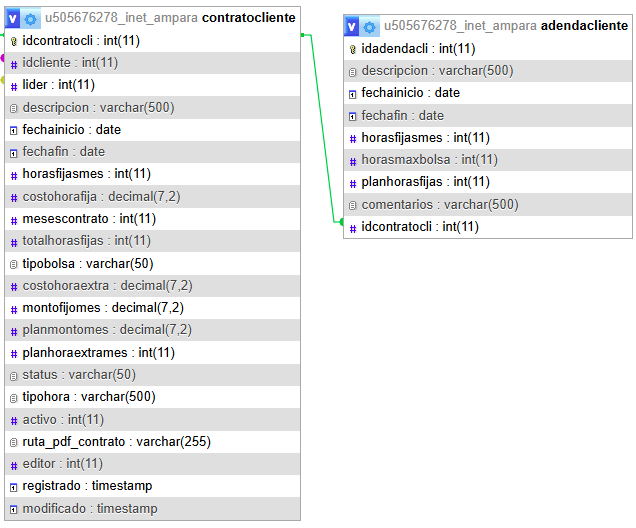 u505676278_inet_ampara contratocliente
idcontratocli : int(11)
idcliente : int(11)
lider : int(11)
descripcion : varchar(500)
fechainicio : date
fechafin : date
horasfijasmes : int(11)
costohorafija : decimal(7,2)
mesescontrato : int(11)
totalhorasfijas : int(11)
tipobolsa : varchar(50)
costohoraextra : decimal(7,2)
montofijomes : decimal(7,2)
planmontomes : decimal(7,2)
planhoraextrames : int(11)
status : varchar(50)
tipohora : varchar(500)
activo : int(11)
ruta_pdf_contrato : varchar(255)
editor : int(11)
registrado : timestamp
modificado : timestamp
u505676278_inet_ampara adendacliente
idadendacli : int(11)
descripcion : varchar(500)
fechainicio : date
fechafin : date
horasfijasmes : int(11)
horasmaxbolsa : int(11)
planhorasfijas : int(11)
comentarios : varchar(500)
idcontratocli : int(11)